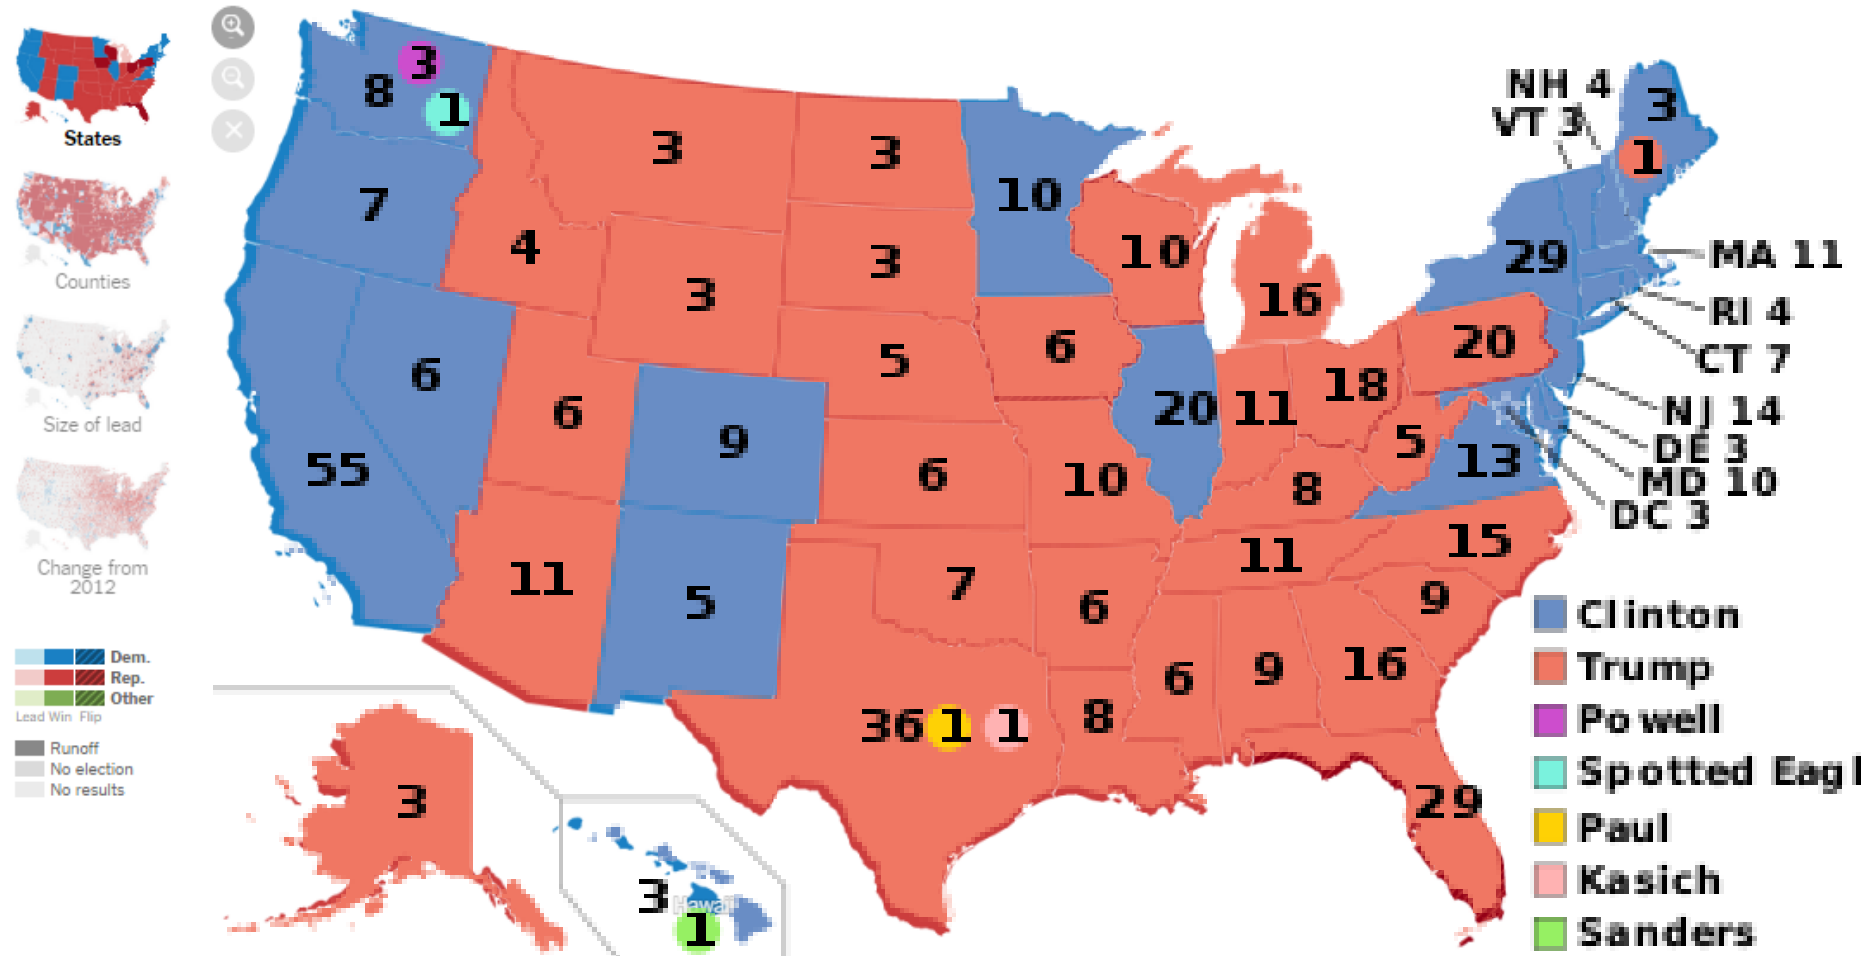 States
Counties
Size of lead
Change from
2012
Dem.
Rep.
Other
Lead Win Flip
Runoff
No election
No results
3
8
1
7
3
3
10
4
3
3
10
16
6
5
6
55
6
9
6
10
20
11
18
20
5
8
13
29
3
1
NH 4
VT 3
MA 11
RI 4
CT 7
NJ 14
DE 3
MD 10
DC 3
11
5
7
6
11
15
9
6
9
16
36 1 1
8
29
3
3
Hawaii
1
Clinton
Trump
Powell
Spotted Eagl
Paul
Kasich
Sanders